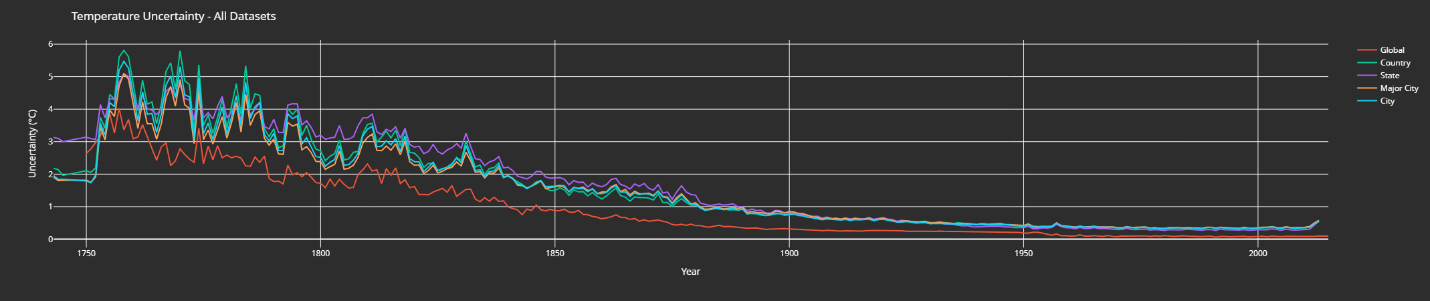 Temperature Uncertainty - All Datasets
Uncertainty (°C)
6
5
4
3
2
1
0
1750
1800
1850
1900
1950
2000
Year
Global
Country
State
Major City
City